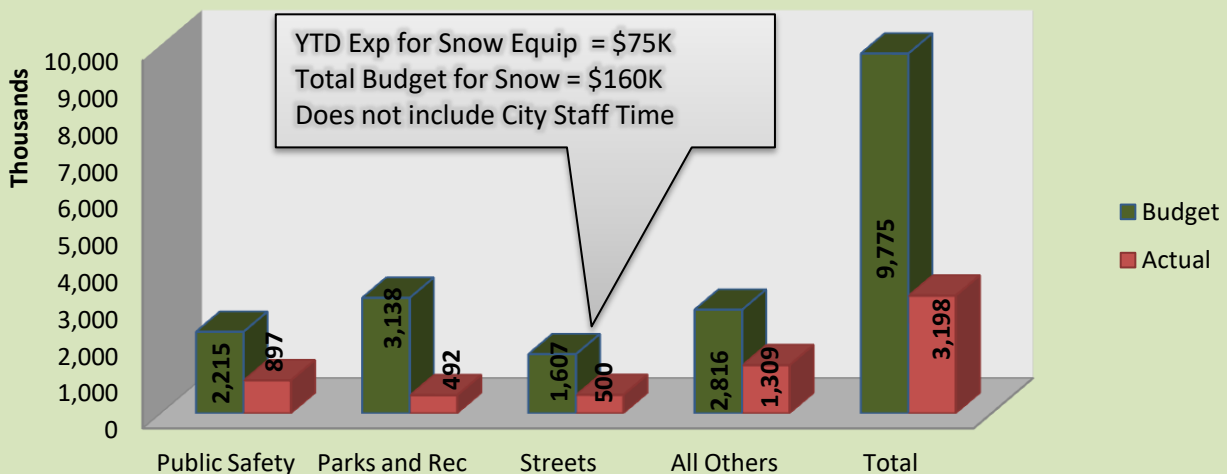 YTD Exp for Snow Equip = $75K
Total Budget for Snow = $160K
Does not include City Staff Time
Thousands
10,000
9,000
8,000
7,000
6,000
5,000
4,000
3,000
2,000
1,000
0
2,215
897
3,138
492
1,607
500
2,816
1,309
9,775
3,198
Public Safety
Parks and Rec
Streets
All Others
Total
Budget
Actual